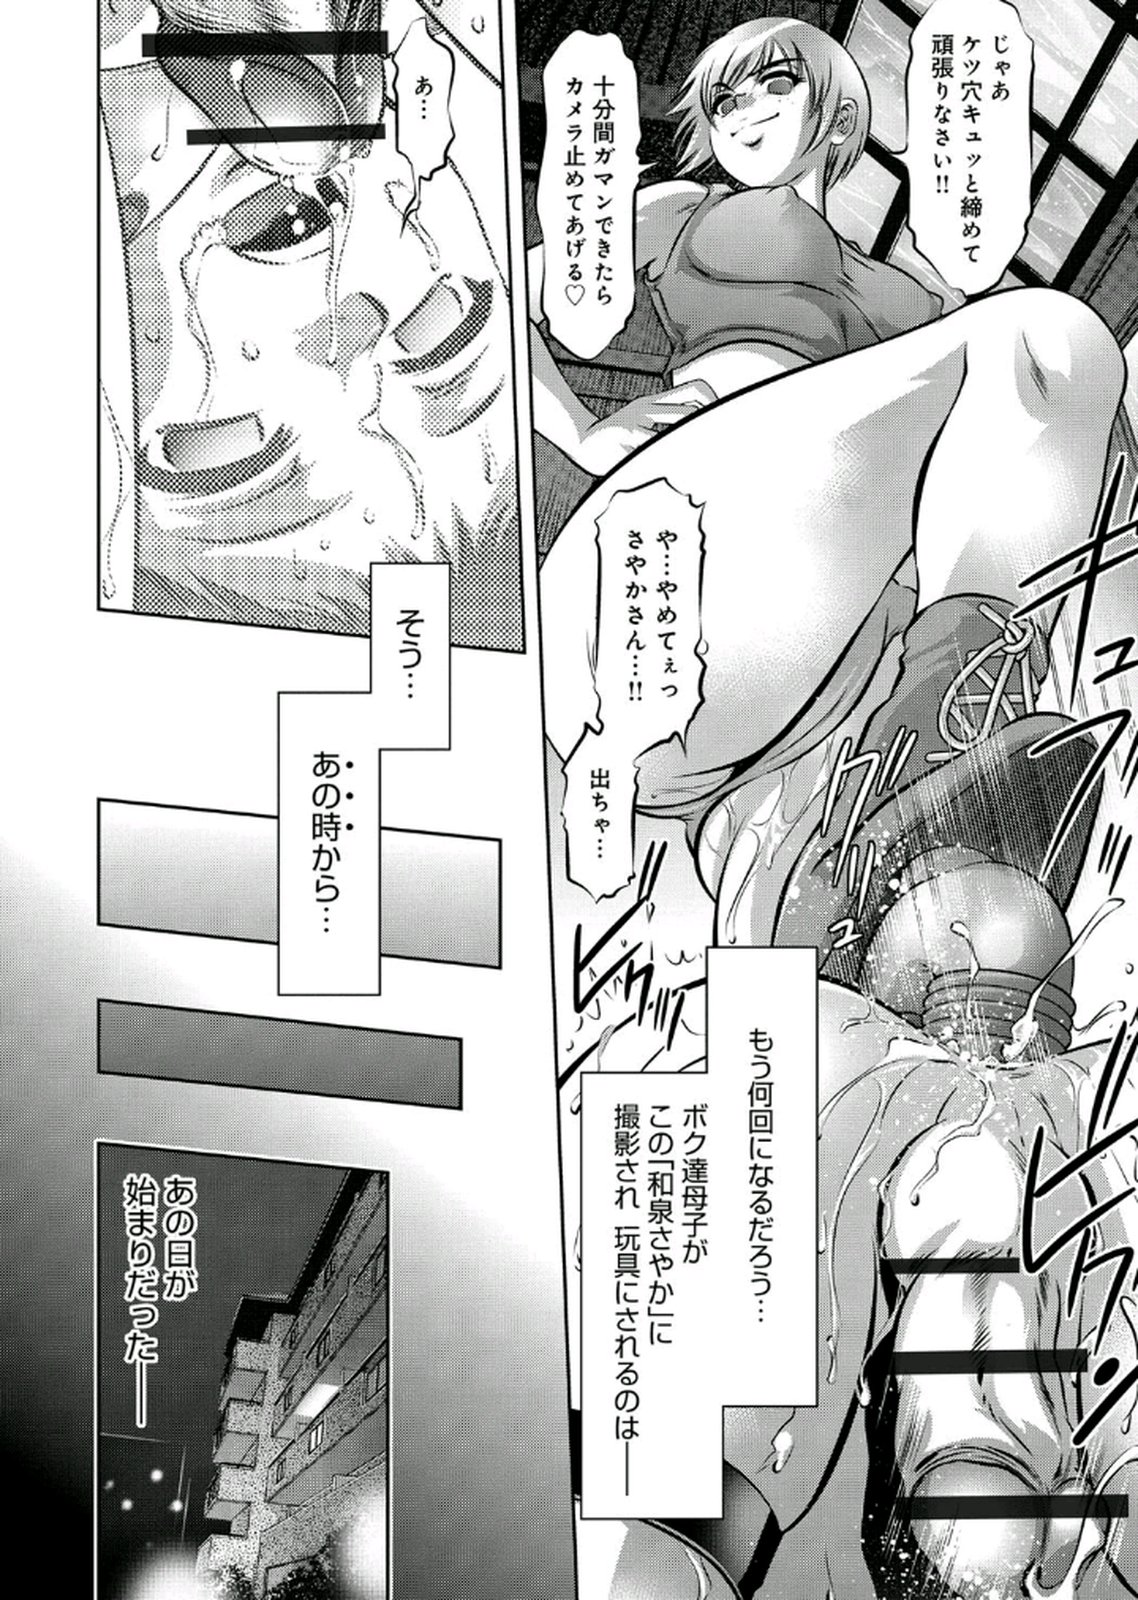 じゃあ
ケツ穴キュッと締めて
頑張りなさい!!
十分間ガマンできたら
カメラ止めてあげる♡
あ…
や…やめてぇっ
さやかさん…!!
出ちゃ…
もう何回になるだろう…
ボク達母子が
この「和泉さやか」に
撮影され 玩具にされるのは──
そう…
あの時から…
あの日が
始まりだった──